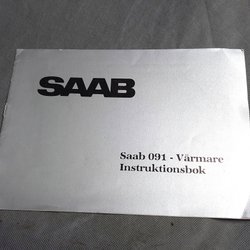 SAAB
Saab 091 - Värmare
Instruktionsbok